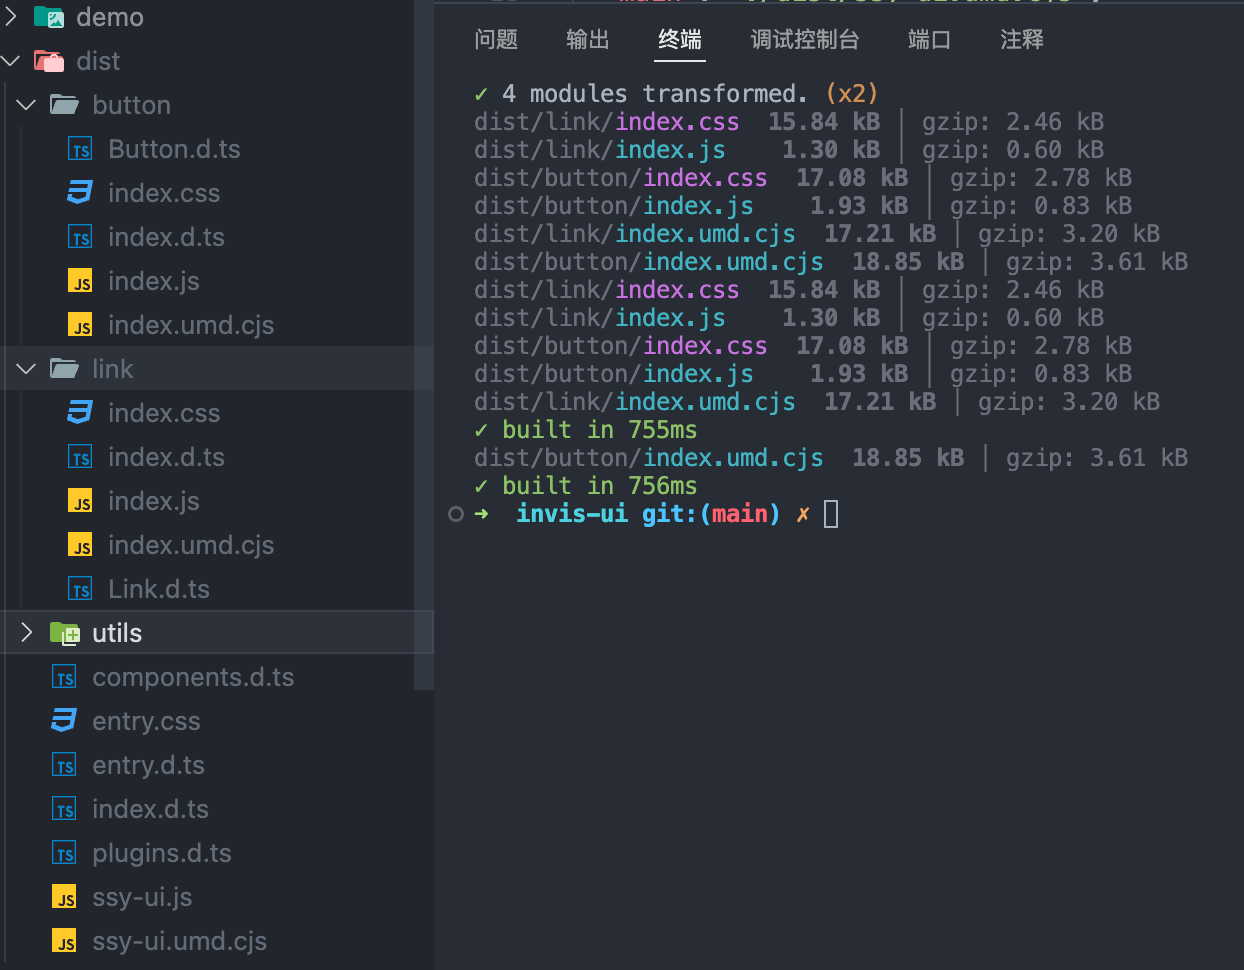 demo
dist
button
Button.d.ts
index.css
index.d.ts
index.js
index.umd.cjs
link
index.css
index.d.ts
index.js
index.umd.cjs
Link.d.ts
utils
components.d.ts
entry.css
entry.d.ts
index.d.ts
plugins.d.ts
ssy-ui.js
ssy-ui.umd.cjs
问题 输出 终端 调试控制台 端口 注释
✓ 4 modules transformed. (x2)
dist/link/index.css 15.84 kB │ gzip: 2.46 kB
dist/link/index.js 1.30 kB │ gzip: 0.60 kB
dist/button/index.css 17.08 kB │ gzip: 2.78 kB
dist/button/index.js 1.93 kB │ gzip: 0.83 kB
dist/link/index.umd.cjs 17.21 kB │ gzip: 3.20 kB
dist/button/index.umd.cjs 18.85 kB │ gzip: 3.61 kB
dist/link/index.css 15.84 kB │ gzip: 2.46 kB
dist/link/index.js 1.30 kB │ gzip: 0.60 kB
dist/button/index.css 17.08 kB │ gzip: 2.78 kB
dist/button/index.js 1.93 kB │ gzip: 0.83 kB
dist/link/index.umd.cjs 17.21 kB │ gzip: 3.20 kB
✓ built in 755ms
dist/button/index.umd.cjs 18.85 kB │ gzip: 3.61 kB
✓ built in 756ms
➜ invis-ui git:(main) ✗